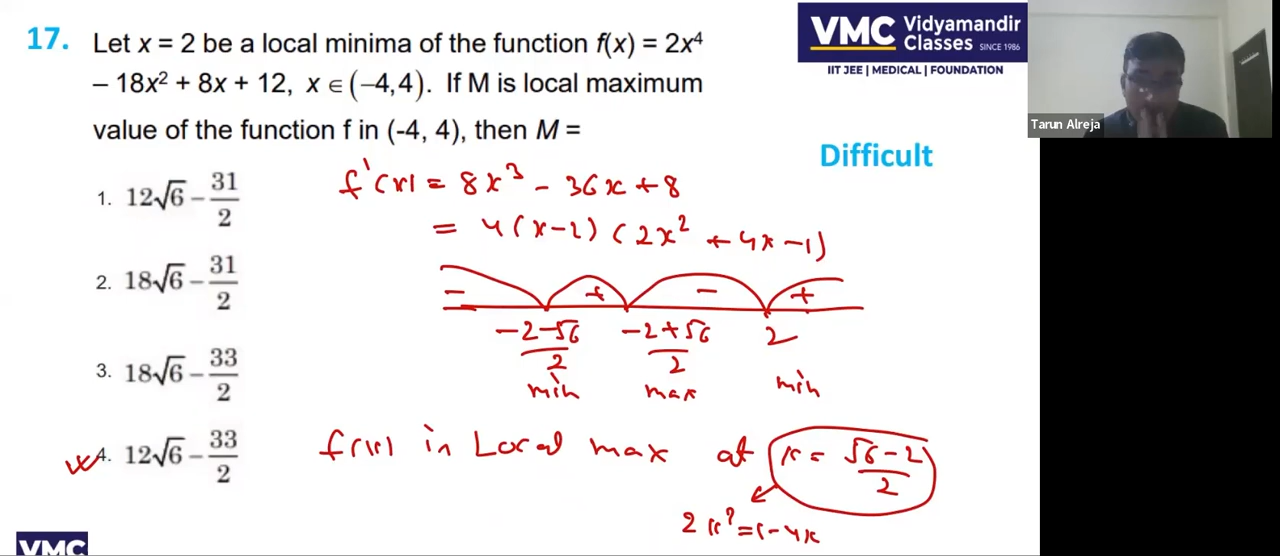 17. Let x = 2 be a local minima of the function f(x) = 2x⁴
– 18x² + 8x + 12, x ∈ (–4,4). If M is local maximum
value of the function f in (-4, 4), then M =
VMC Vidyamandir Classes SINCE 1986
IIT JEE | MEDICAL | FOUNDATION
Tarun Alreja
Difficult
1. 12√6 – 31/2
2. 18√6 – 31/2
3. 18√6 – 33/2
4. 12√6 – 33/2
f'(x) = 8x³ - 36x + 8
= 4(x-2)(2x² + 4x - 1)
- + - +
(-2-√6)/2 (-2+√6)/2 2
min max min
f(x) in Local max at x = (√6-2)/2
2x² = 1-4x
VMC